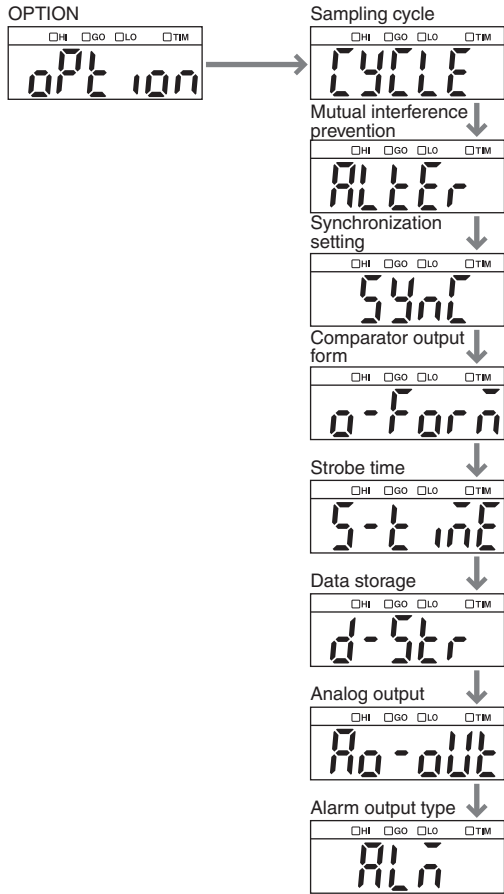 OPTION
HI GO LO TIM
oPt ion
Sampling cycle
HI GO LO TIM
CYCLE
Mutual interference
prevention
HI GO LO TIM
ALtEr
Synchronization
setting
HI GO LO TIM
SYnC
Comparator output
form
HI GO LO TIM
o-Form
Strobe time
HI GO LO TIM
S-t imE
Data storage
HI GO LO TIM
d-Str
Analog output
HI GO LO TIM
Ao-oUt
Alarm output type
HI GO LO TIM
ALm